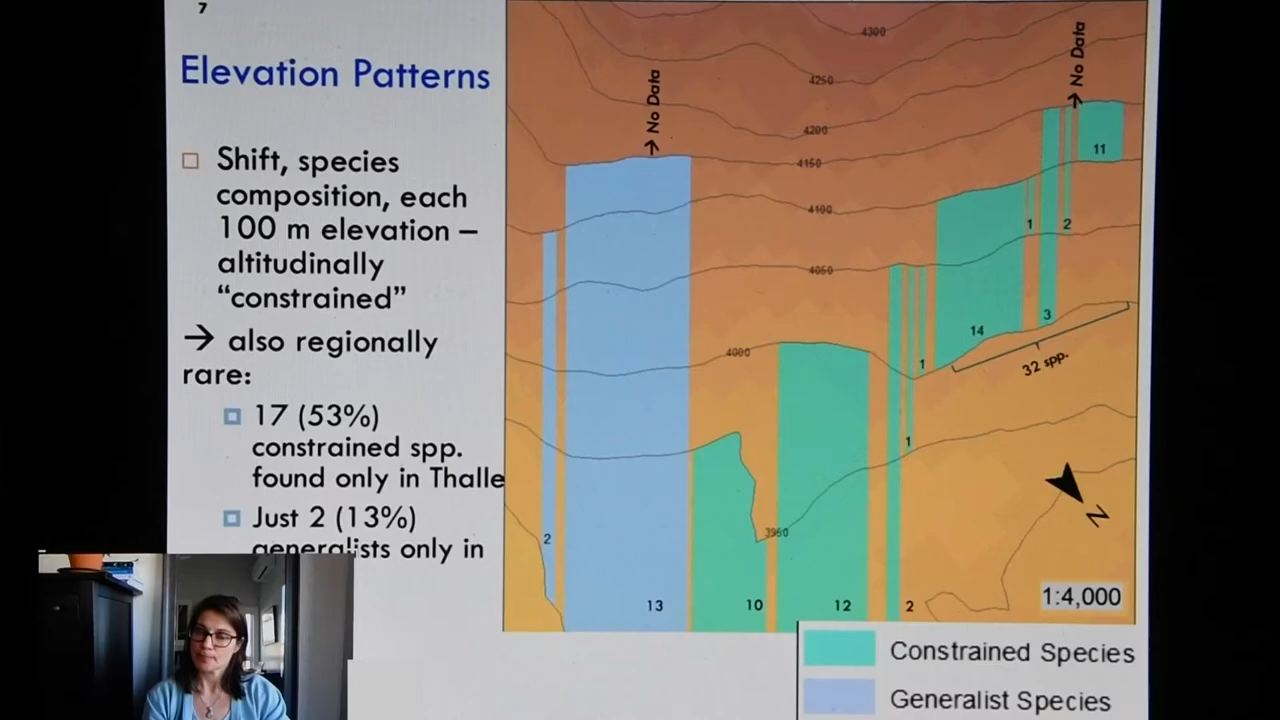 7
Elevation Patterns
Shift, species
composition, each
100 m elevation –
altitudinally
“constrained”
→ also regionally
rare:
17 (53%)
constrained spp.
found only in Thalle
Just 2 (13%)
generalists only in
4300
4250
4200
4150
4100
4050
4000
3950
→ No Data
→ No Data
11
1
2
3
14
32 spp.
1
1
2
13
10
12
2
N
1:4,000
Constrained Species
Generalist Species